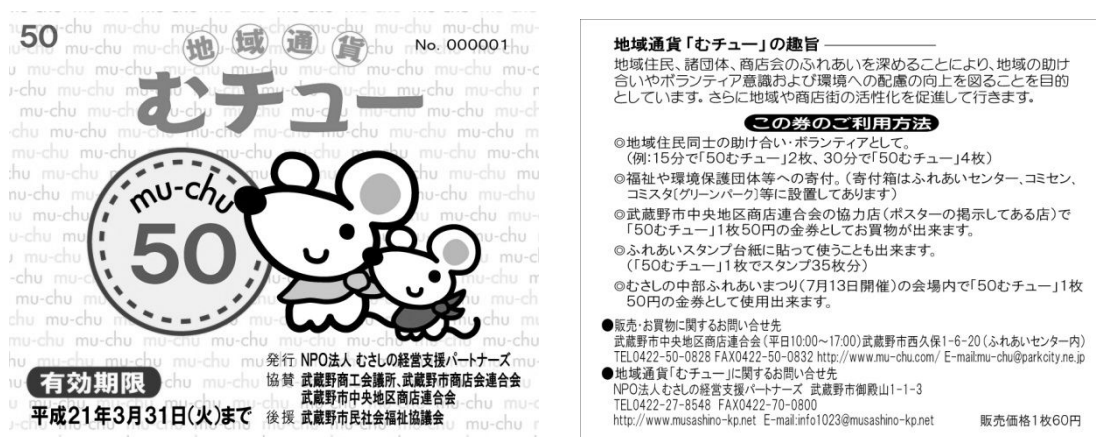 50
地域通貨
No. 000001
むチュー
mu-chu
50
発行 NPO法人 むさしの経営支援パートナーズ
協賛 武蔵野商工会議所、武蔵野市商店会連合会
武蔵野市中央地区商店連合会
後援 武蔵野市民社会福祉協議会
有効期限
平成21年3月31日(火)まで
地域通貨「むチュー」の趣旨
地域住民、諸団体、商店会のふれあいを深めることにより、地域の助け
合いやボランティア意識および環境への配慮の向上を図ることを目的
としています。さらに地域や商店街の活性化を促進して行きます。
この券のご利用方法
◎地域住民同士の助け合い・ボランティアとして。
(例:15分で「50むチュー」2枚、30分で「50むチュー」4枚)
◎福祉や環境保護団体等への寄付。(寄付箱はふれあいセンター、コミセン、
コミスタ[グリーンパーク]等に設置してあります)
◎武蔵野市中央地区商店連合会の協力店(ポスターの掲示してある店)で
「50むチュー」1枚50円の金券としてお買物が出来ます。
◎ふれあいスタンプ台紙に貼って使うことも出来ます。
(「50むチュー」1枚でスタンプ35枚分)
◎むさしの中部ふれあいまつり(7月13日開催)の会場内で「50むチュー」1枚
50円の金券として使用出来ます。
●販売・お買物に関するお問い合せ先
武蔵野市中央地区商店連合会(平日10:00~17:00)武蔵野市西久保1-6-20(ふれあいセンター内)
TEL0422-50-0828 FAX0422-50-0832 http://www.mu-chu.com/ E-mail:mu-chu@parkcity.ne.jp
●地域通貨「むチュー」に関するお問い合せ先
NPO法人むさしの経営支援パートナーズ 武蔵野市御殿山1-1-3
TEL0422-27-8548 FAX0422-70-0800
http://www.musashino-kp.net E-mail:info1023@musashino-kp.net 販売価格1枚60円